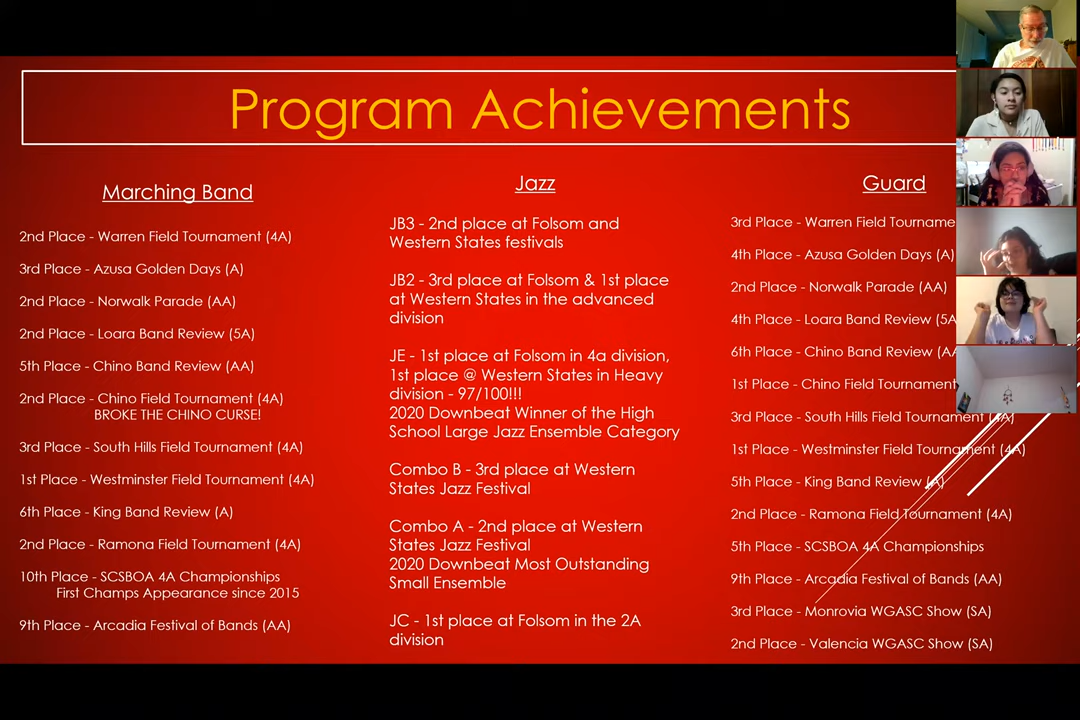 Program Achievements
Marching Band
2nd Place - Warren Field Tournament (4A)
3rd Place - Azusa Golden Days (A)
2nd Place - Norwalk Parade (AA)
2nd Place - Loara Band Review (5A)
5th Place - Chino Band Review (AA)
2nd Place - Chino Field Tournament (4A)
BROKE THE CHINO CURSE!
3rd Place - South Hills Field Tournament (4A)
1st Place - Westminster Field Tournament (4A)
6th Place - King Band Review (A)
2nd Place - Ramona Field Tournament (4A)
10th Place - SCSBOA 4A Championships
First Champs Appearance since 2015
9th Place - Arcadia Festival of Bands (AA)
Jazz
JB3 - 2nd place at Folsom and
Western States festivals
JB2 - 3rd place at Folsom & 1st place
at Western States in the advanced
division
JE - 1st place at Folsom in 4a division,
1st place @ Western States in Heavy
division - 97/100!!!
2020 Downbeat Winner of the High
School Large Jazz Ensemble Category
Combo B - 3rd place at Western
States Jazz Festival
Combo A - 2nd place at Western
States Jazz Festival
2020 Downbeat Most Outstanding
Small Ensemble
JC - 1st place at Folsom in the 2A
division
Guard
3rd Place - Warren Field Tourname
4th Place - Azusa Golden Days (A)
2nd Place - Norwalk Parade (AA)
4th Place - Loara Band Review (5A
6th Place - Chino Band Review (AA
1st Place - Chino Field Tournament
3rd Place - South Hills Field Tournament (4A)
1st Place - Westminster Field Tournament (4A)
5th Place - King Band Review (A)
2nd Place - Ramona Field Tournament (4A)
5th Place - SCSBOA 4A Championships
9th Place - Arcadia Festival of Bands (AA)
3rd Place - Monrovia WGASC Show (SA)
2nd Place - Valencia WGASC Show (SA)